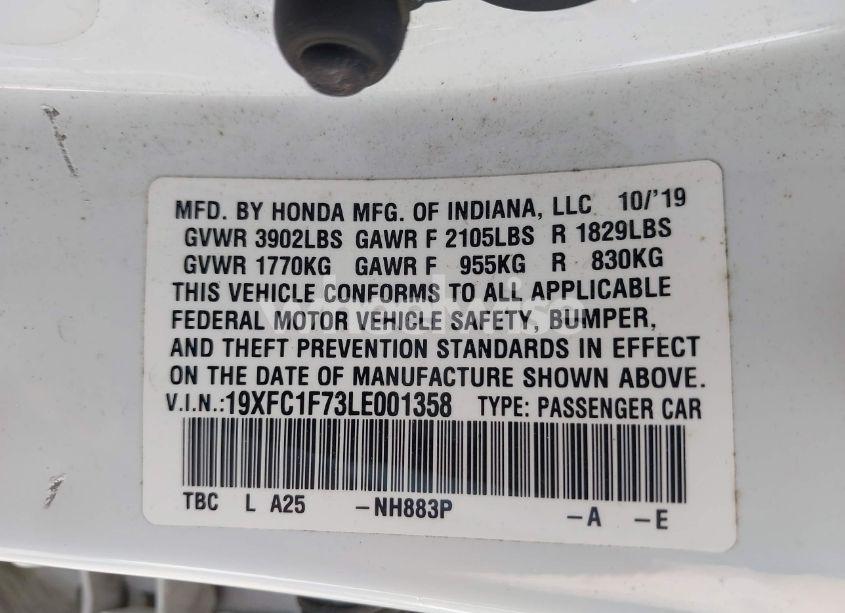 MFD. BY HONDA MFG. OF INDIANA, LLC 10/'19
GVWR 3902LBS GAWR F 2105LBS R 1829LBS
GVWR 1770KG GAWR F 955KG R 830KG
THIS VEHICLE CONFORMS TO ALL APPLICABLE
FEDERAL MOTOR VEHICLE SAFETY, BUMPER,
AND THEFT PREVENTION STANDARDS IN EFFECT
ON THE DATE OF MANUFACTURE SHOWN ABOVE.
V.I.N.:19XFC1F73LE001358 TYPE: PASSENGER CAR
TBC L A25 -NH883P -A -E